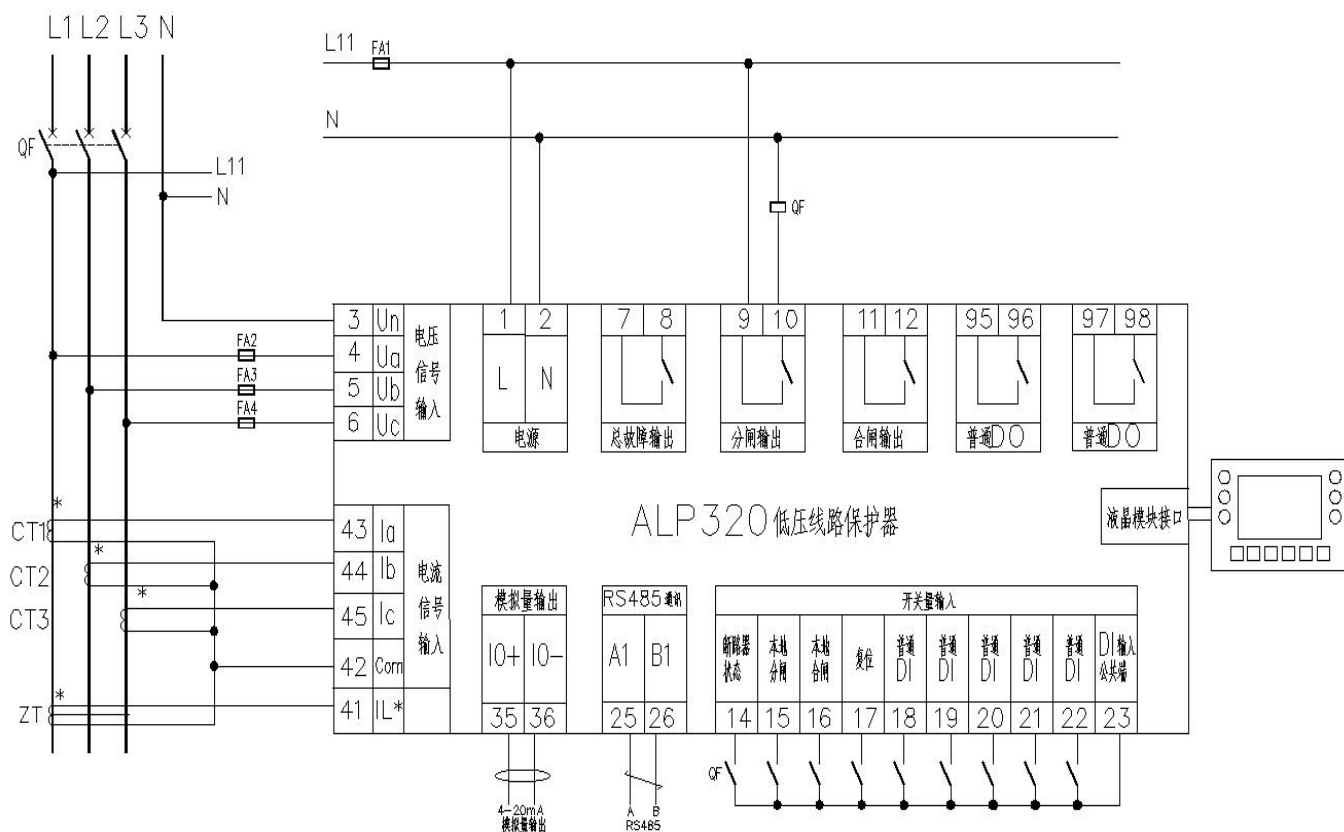 L1 L2 L3 N
L11 FA1
N
QF
L11
N
QF
3 Un
4 Ua
5 Ub
6 Uc
电压信号输入
FA2
FA3
FA4
1 2
L N
电源
7 8
总故障输出
9 10
分闸输出
11 12
合闸输出
95 96
普通DO
97 98
普通DO
ALP320低压线路保护器
液晶模块接口
CT1 *
CT2 *
CT3 *
ZT *
43 Ia
44 Ib
45 Ic
42 Com
41 IL*
电流信号输入
模拟量输出
IO+ IO-
35 36
4-20mA
模拟量输出
RS485通讯
A1 B1
25 26
A B
RS485
开关量输入
断路器状态 本地分闸 本地合闸 复位 普通DI 普通DI 普通DI 普通DI 普通DI DI输入公共端
14 15 16 17 18 19 20 21 22 23
QF